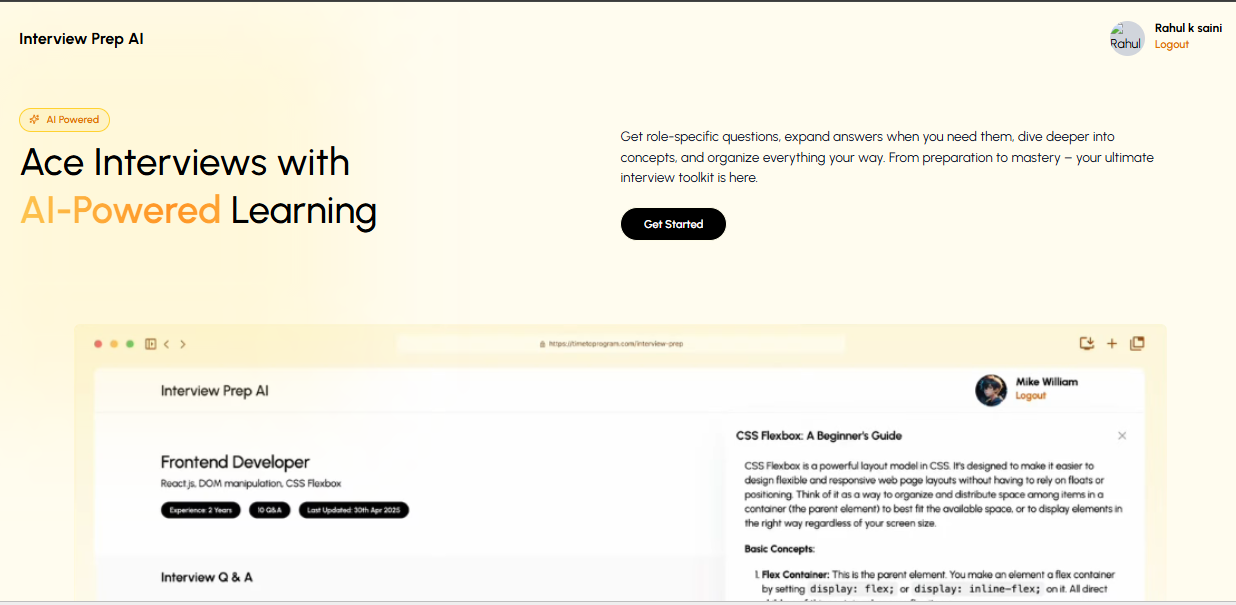 Interview Prep AI
Rahul
Rahul k saini
Logout
AI Powered
Ace Interviews with
AI-Powered Learning
Get role-specific questions, expand answers when you need them, dive deeper into
concepts, and organize everything your way. From preparation to mastery – your ultimate
interview toolkit is here.
Get Started
https://timetoprogram.com/interview-prep
Interview Prep AI
Mike William
Logout
Frontend Developer
React.js, DOM manipulation, CSS Flexbox
Experience: 2 Years
10 Q&A
Last Updated: 30th Apr 2025
Interview Q & A
CSS Flexbox: A Beginner's Guide
CSS Flexbox is a powerful layout model in CSS. It's designed to make it easier to
design flexible and responsive web page layouts without having to rely on floats or
positioning. Think of it as a way to organize and distribute space among items in a
container (the parent element) to best fit the available space, or to display elements in
the right way regardless of your screen size.
Basic Concepts:
1. Flex Container: This is the parent element. You make an element a flex container
by setting display: flex; or display: inline-flex; on it. All direct